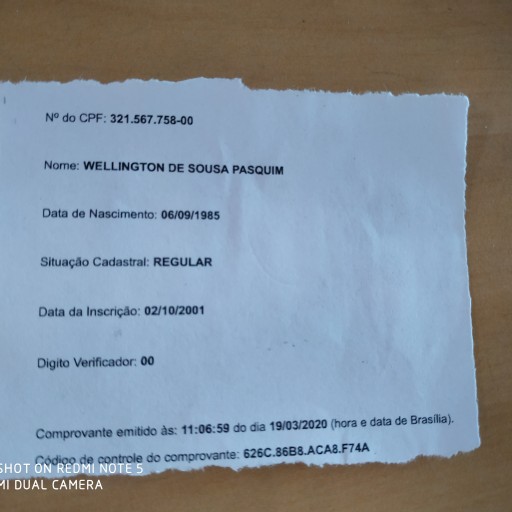 Nº do CPF: 321.567.758-00
Nome: WELLINGTON DE SOUSA PASQUIM
Data de Nascimento: 06/09/1985
Situação Cadastral: REGULAR
Data da Inscrição: 02/10/2001
Digito Verificador: 00
Comprovante emitido às: 11:06:59 do dia 19/03/2020 (hora e data de Brasília).
Código de controle do comprovante: 626C.86B8.ACA8.F74A
SHOT ON REDMI NOTE 5
MI DUAL CAMERA